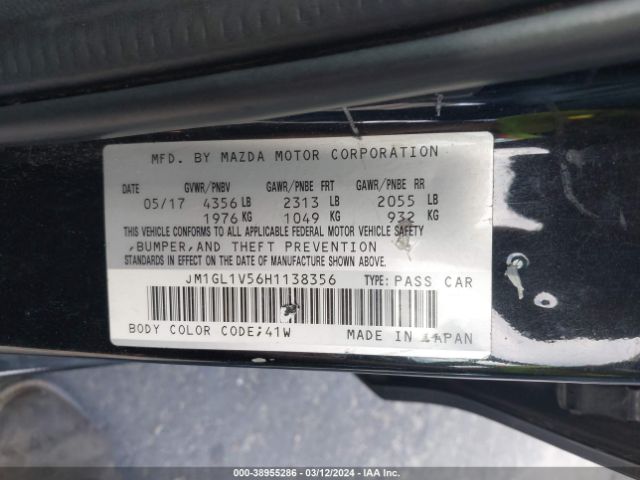 MFD. BY MAZDA MOTOR CORPORATION
DATE GVWR/PNBV GAWR/PNBE FRT GAWR/PNBE RR
05/17 4356 LB 2313 LB 2055 LB
1976 KG 1049 KG 932 KG
THIS VEHICLE CONFORMS TO ALL APPLICABLE FEDERAL MOTOR VEHICLE SAFETY
,BUMPER,AND THEFT PREVENTION
STANDARDS IN EFFECT ON THE DATE OF MANUFACTURE SHOWN ABOVE.
JM1GL1V56H1138356 TYPE: PASS CAR
BODY COLOR CODE;41W MADE IN JAPAN
000-38955286 - 03/12/2024 - IAA Inc.